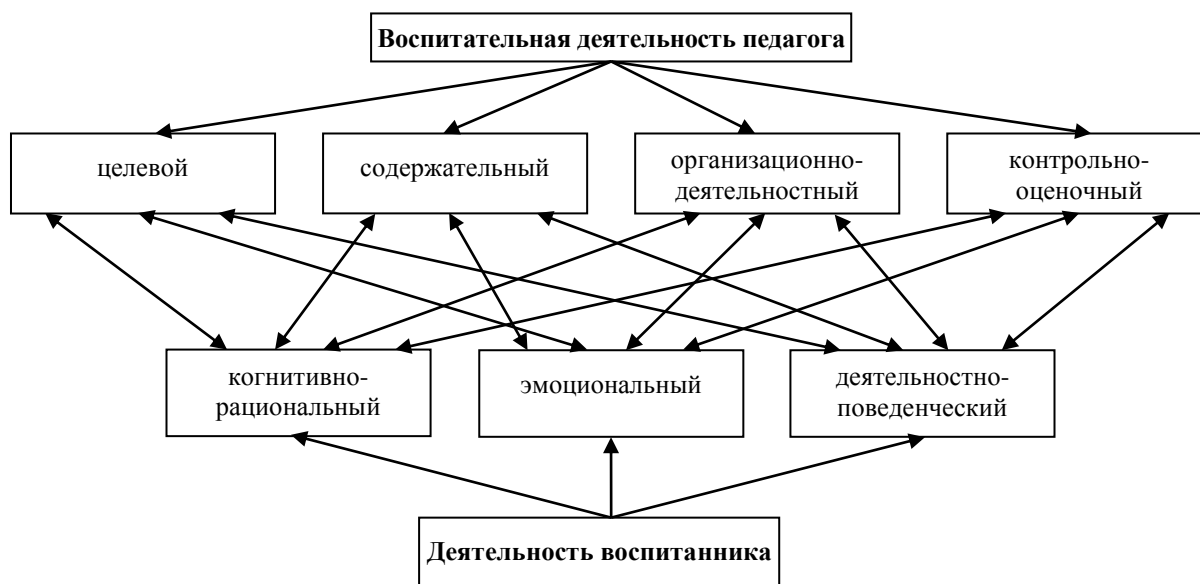 Воспитательная деятельность педагога
целевой
содержательный
организационно-
деятельностный
контрольно-
оценочный
когнитивно-
рациональный
эмоциональный
деятельностно-
поведенческий
Деятельность воспитанника